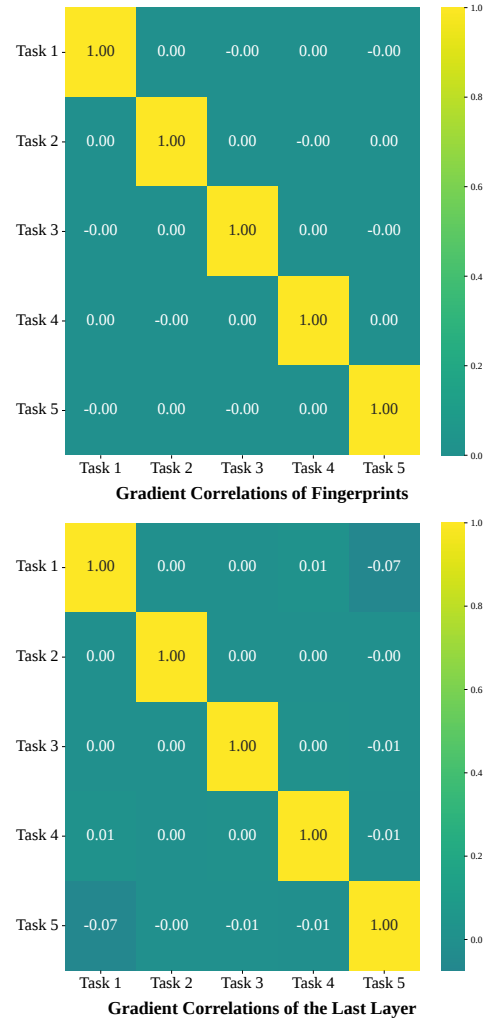 Task 1 1.00 0.00 -0.00 0.00 -0.00
Task 2 0.00 1.00 0.00 -0.00 0.00
Task 3 -0.00 0.00 1.00 0.00 -0.00
Task 4 0.00 -0.00 0.00 1.00 0.00
Task 5 -0.00 0.00 -0.00 0.00 1.00
Task 1 Task 2 Task 3 Task 4 Task 5
1.0
0.8
0.6
0.4
0.2
0.0
Gradient Correlations of Fingerprints
Task 1 1.00 0.00 0.00 0.01 -0.07
Task 2 0.00 1.00 0.00 0.00 -0.00
Task 3 0.00 0.00 1.00 0.00 -0.01
Task 4 0.01 0.00 0.00 1.00 -0.01
Task 5 -0.07 -0.00 -0.01 -0.01 1.00
Task 1 Task 2 Task 3 Task 4 Task 5
1.0
0.8
0.6
0.4
0.2
0.0
Gradient Correlations of the Last Layer